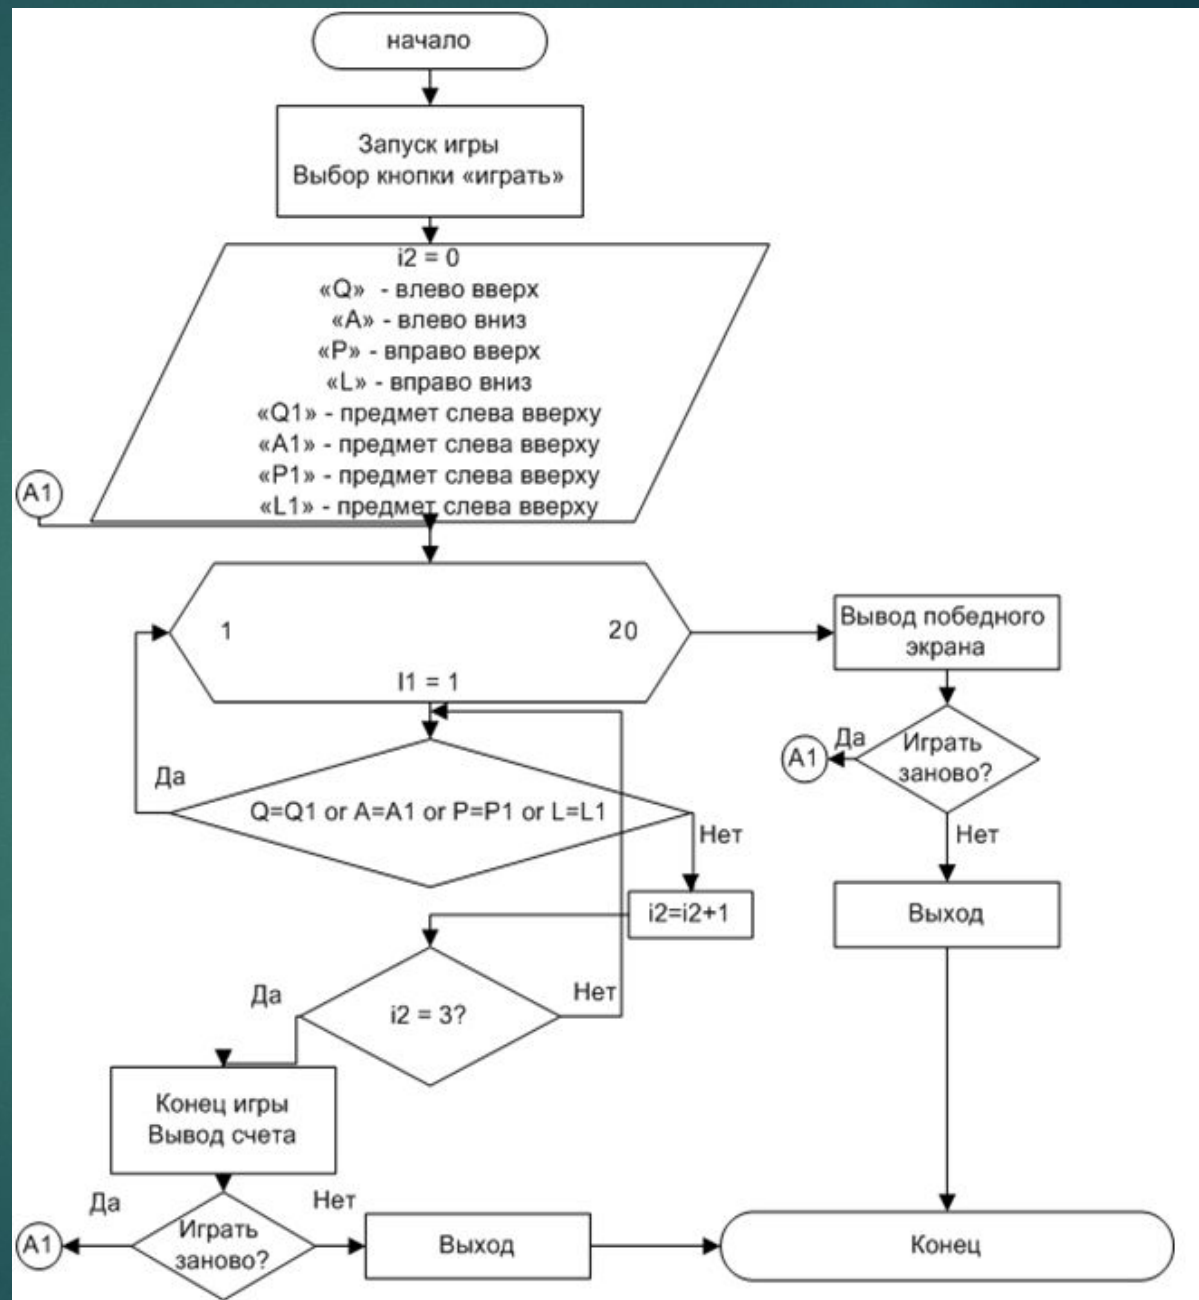 начало
Запуск игры
Выбор кнопки «играть»
i2 = 0
«Q» - влево вверх
«A» - влево вниз
«P» - вправо вверх
«L» - вправо вниз
«Q1» - предмет слева вверху
«A1» - предмет слева вверху
«P1» - предмет слева вверху
«L1» - предмет слева вверху
A1
1 20
I1 = 1
Вывод победного
экрана
Играть
заново?
Да
A1
Нет
Выход
Да
Q=Q1 or A=A1 or P=P1 or L=L1
Нет
i2=i2+1
Да
i2 = 3?
Нет
Конец игры
Вывод счета
Да
Играть
заново?
Нет
A1
Выход
Конец